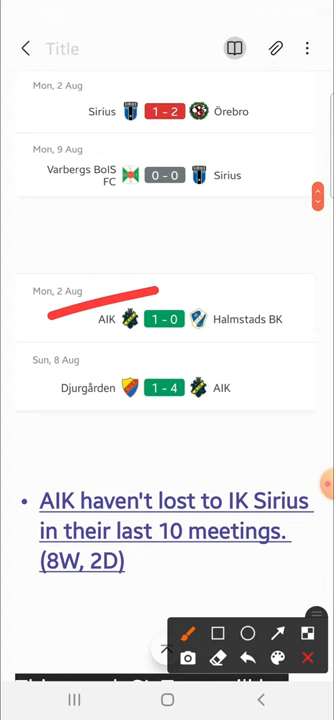 Title
Mon, 2 Aug
Sirius 1 - 2 Örebro
Mon, 9 Aug
Varbergs BoIS
FC 0 - 0 Sirius
Mon, 2 Aug
AIK 1 - 0 Halmstads BK
Sun, 8 Aug
Djurgården 1 - 4 AIK
• AIK haven't lost to IK Sirius
in their last 10 meetings.
(8W, 2D)